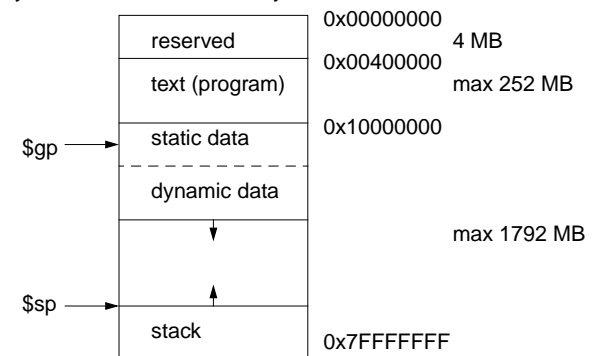 0x00000000
reserved
4 MB
0x00400000
text (program)
max 252 MB
0x10000000
static data
$gp
dynamic data
max 1792 MB
$sp
stack
0x7FFFFFFF